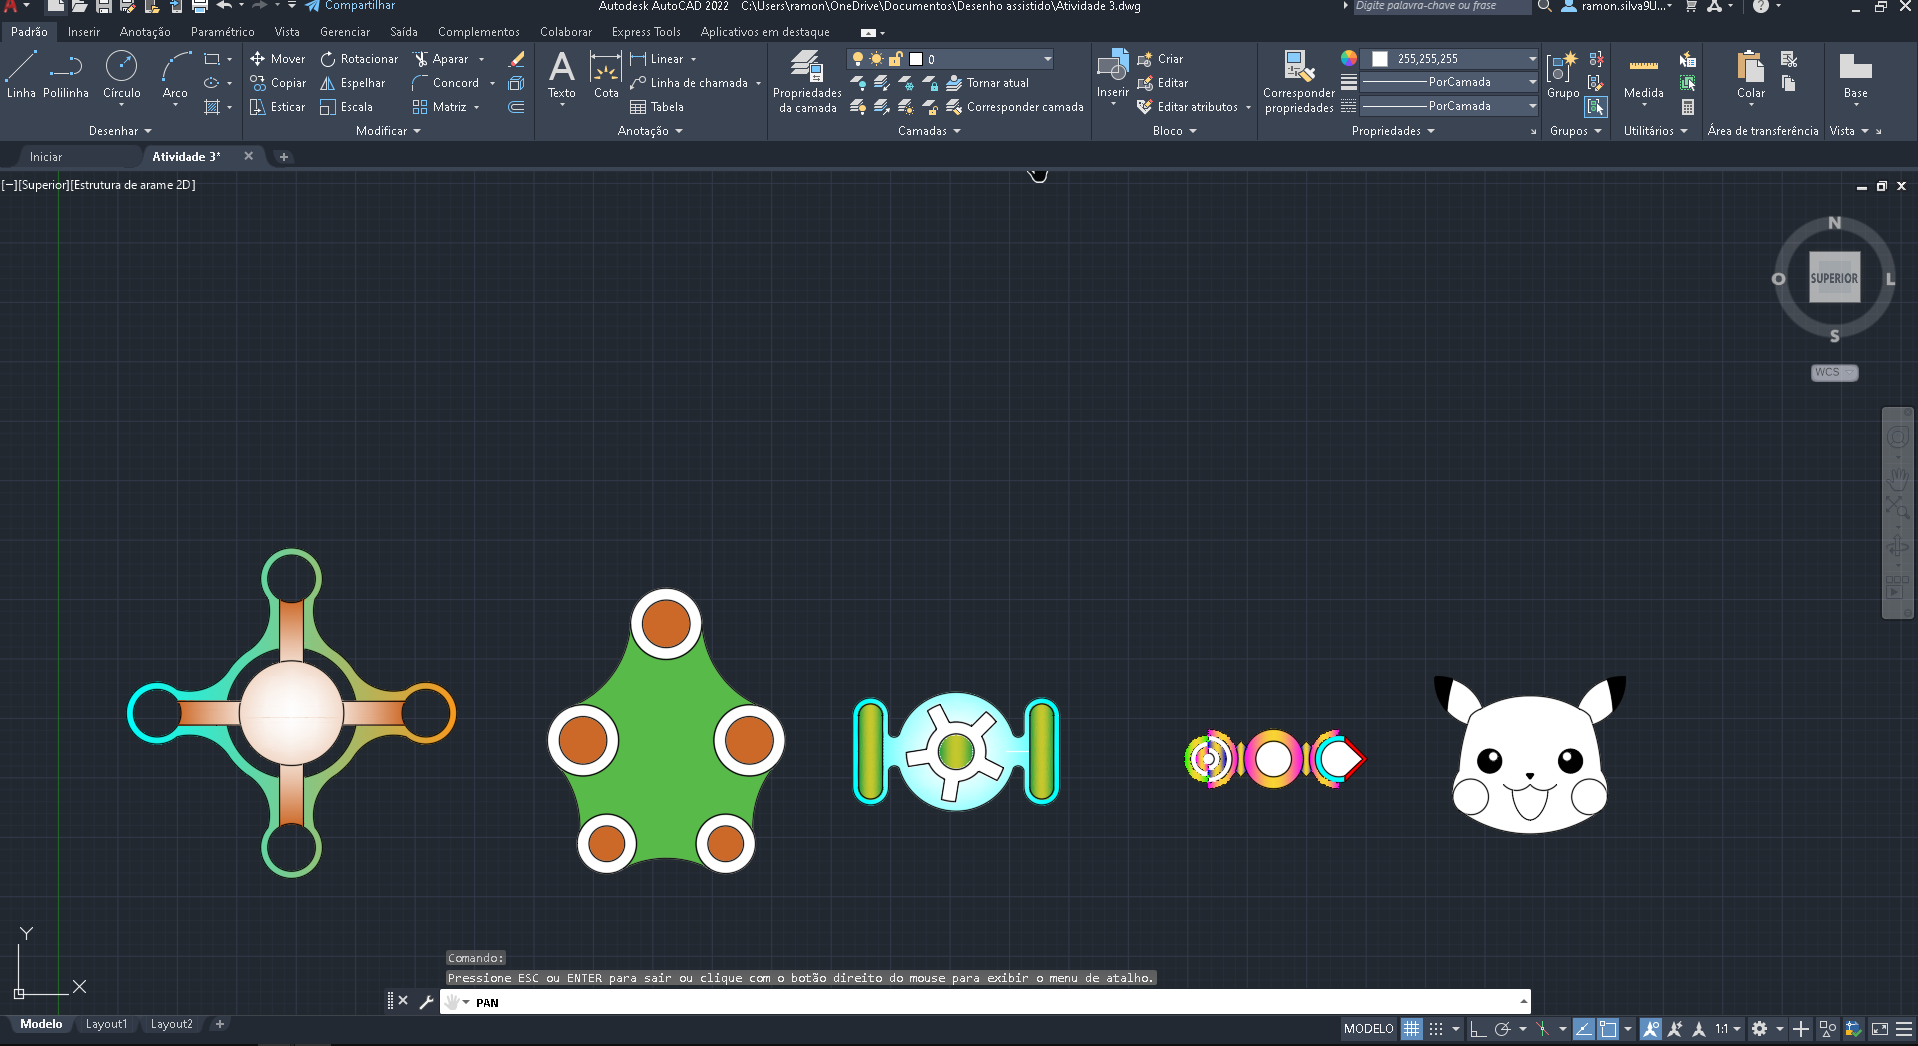 Compartilhar Autodesk AutoCAD 2022 C:\Users\ramon\OneDrive\Documentos\Desenho assistido\Atividade 3.dwg Digite palavra-chave ou frase ramon.silva9U...
Padrão Inserir Anotação Paramétrico Vista Gerenciar Saída Complementos Colaborar Express Tools Aplicativos em destaque
Linha Polilinha Círculo Arco
Mover Rotacionar Aparar
Copiar Espelhar Concord
Esticar Escala Matriz
Texto Cota
Linear
Linha de chamada
Tabela
Propriedades
da camada
0
Tornar atual
Corresponder camada
Inserir
Criar
Editar
Editar atributos
Corresponder
propriedades
255,255,255
PorCamada
PorCamada
Grupo
Medida
Colar
Base
Desenhar Modificar Anotação Camadas Bloco Propriedades Grupos Utilitários Área de transferência Vista
Iniciar Atividade 3*
[−][Superior][Estrutura de arame 2D]
N
O SUPERIOR L
S
WCS
Y
X
Comando:
Pressione ESC ou ENTER para sair ou clique com o botão direito do mouse para exibir o menu de atalho.
PAN
Modelo Layout1 Layout2
MODELO 1:1